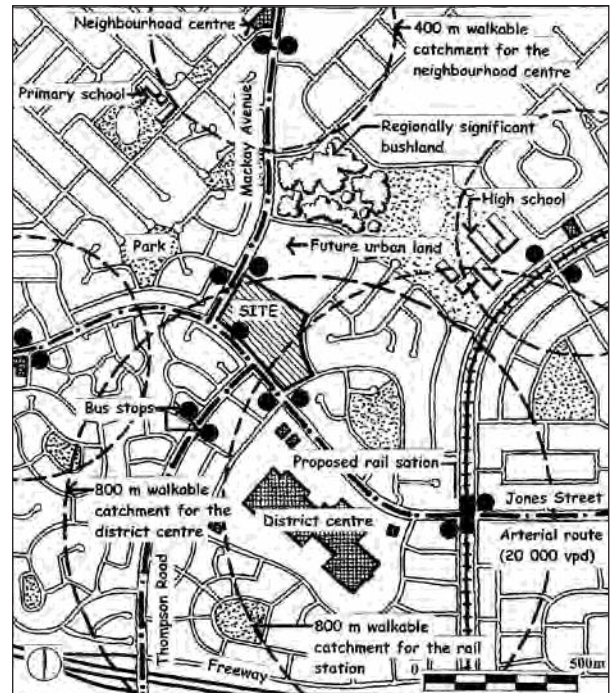 Neighbourhood centre
400 m walkable
catchment for the
neighbourhood centre
Primary school
Mackay Avenue
Regionally significant
bushland
High school
Park
Future urban land
SITE
Bus stops
Proposed rail sation
800 m walkable
catchment for the
district centre
District centre
Jones Street
Arterial route
(20 000 vpd)
Thompson Road
800 m walkable
catchment for the rail
station
Freeway
0
500m